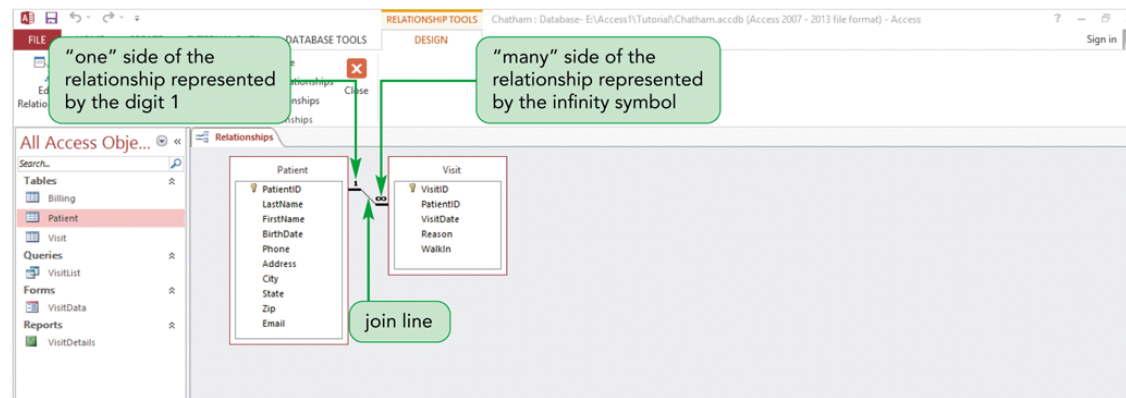 RELATIONSHIP TOOLS
Chatham : Database- E:\Access1\Tutorial\Chatham.accdb (Access 2007 - 2013 file format) - Access
?
FILE
DATABASE TOOLS
DESIGN
Sign in
"one" side of the
relationship represented
by the digit 1
"many" side of the
relationship represented
by the infinity symbol
Close
All Access Obje...
Relationships
Search...
Tables
Billing
Patient
Visit
Queries
VisitList
Forms
VisitData
Reports
VisitDetails
Patient
PatientID
LastName
FirstName
BirthDate
Phone
Address
City
State
Zip
Email
1
∞
Visit
VisitID
PatientID
VisitDate
Reason
WalkIn
join line